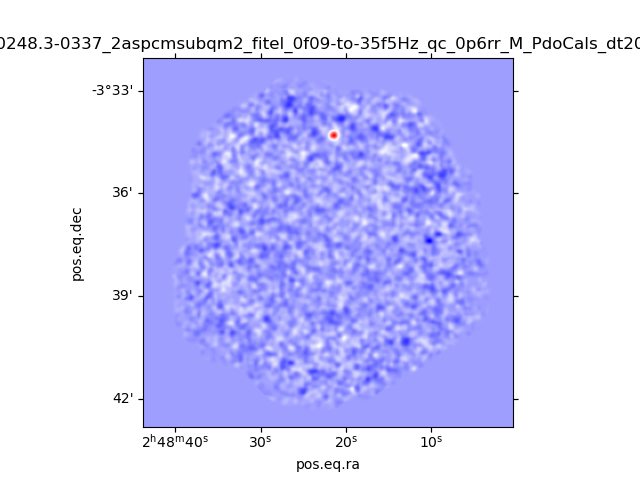 0248.3-0337_2aspcmsubqm2_fitel_0f09-to-35f5Hz_qc_0p6rr_M_PdoCals_dt20
-3°33'
36'
39'
42'
pos.eq.dec
2ʰ48ᵐ40ˢ 30ˢ 20ˢ 10ˢ
pos.eq.ra